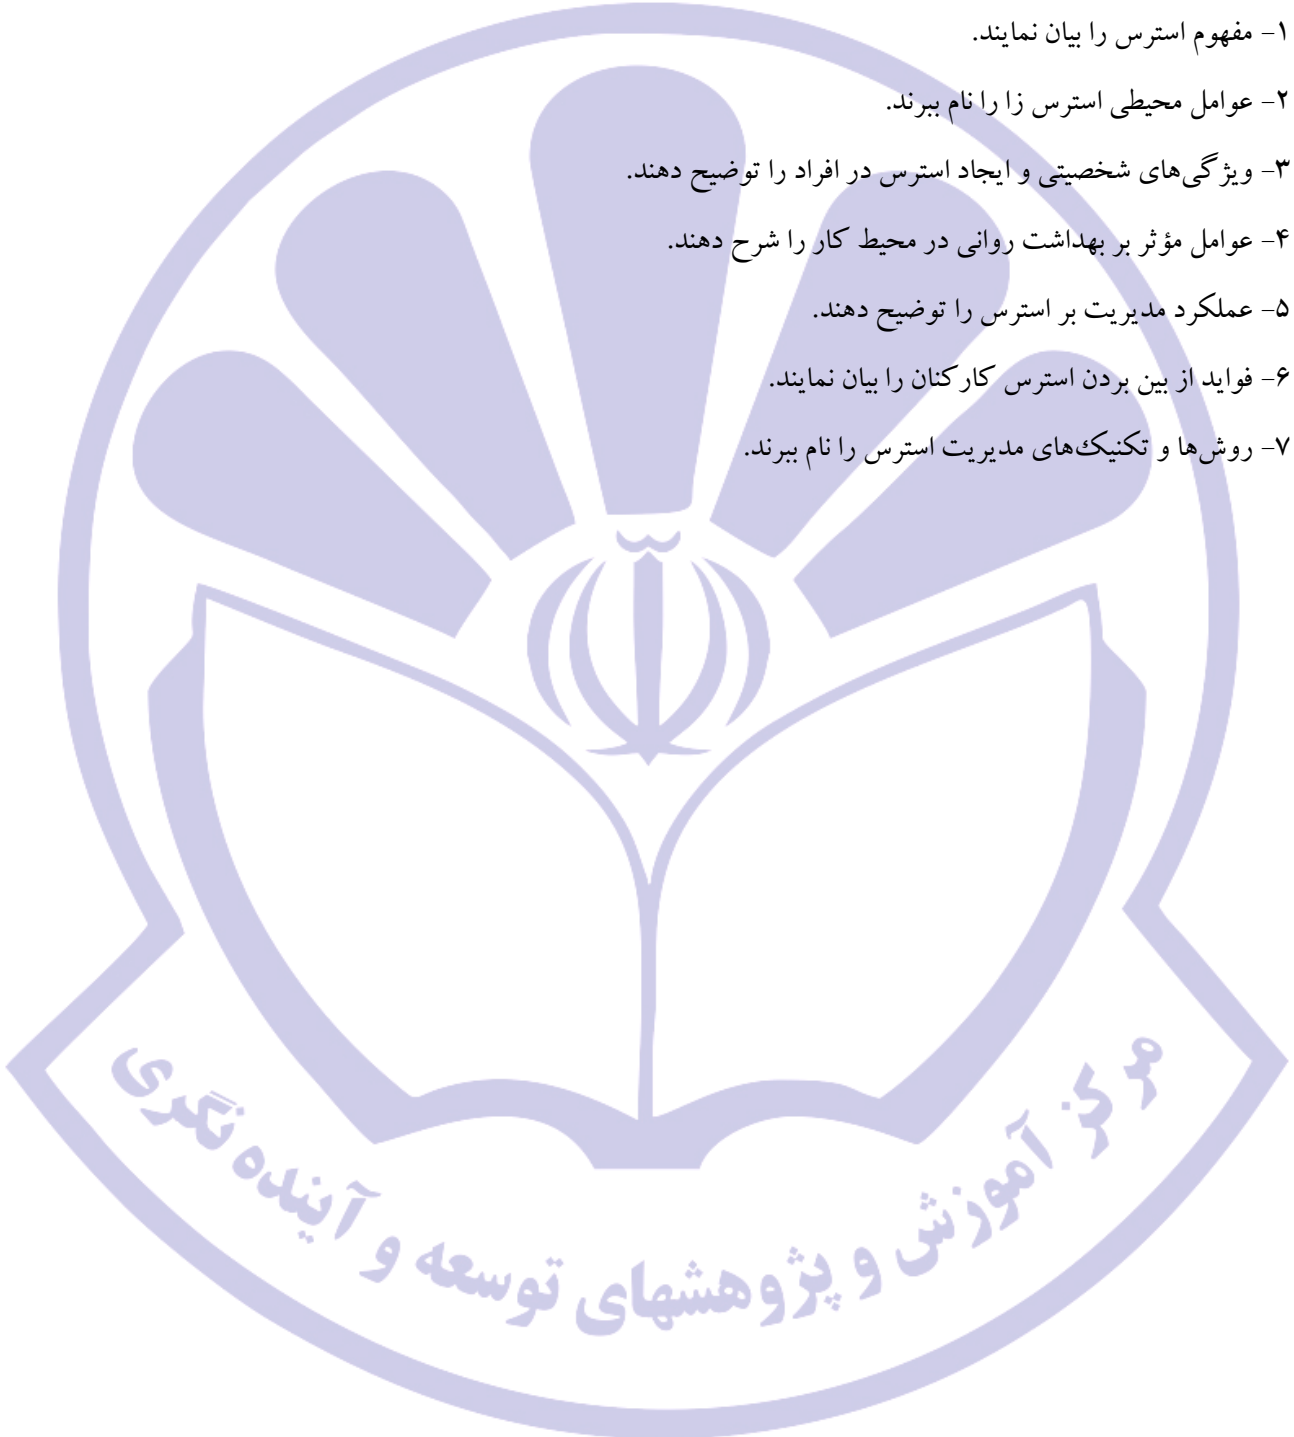 ۱- مفهوم استرس را بیان نمایند.
۲- عوامل محیطی استرس زا را نام ببرند.
۳- ویژگی‌های شخصیتی و ایجاد استرس در افراد را توضیح دهند.
۴- عوامل مؤثر بر بهداشت روانی در محیط کار را شرح دهند.
۵- عملکرد مدیریت بر استرس را توضیح دهند.
۶- فواید از بین بردن استرس کارکنان را بیان نمایند.
۷- روش‌ها و تکنیک‌های مدیریت استرس را نام ببرند.
مرکز آموزش و پژوهشهای توسعه و آینده نگری